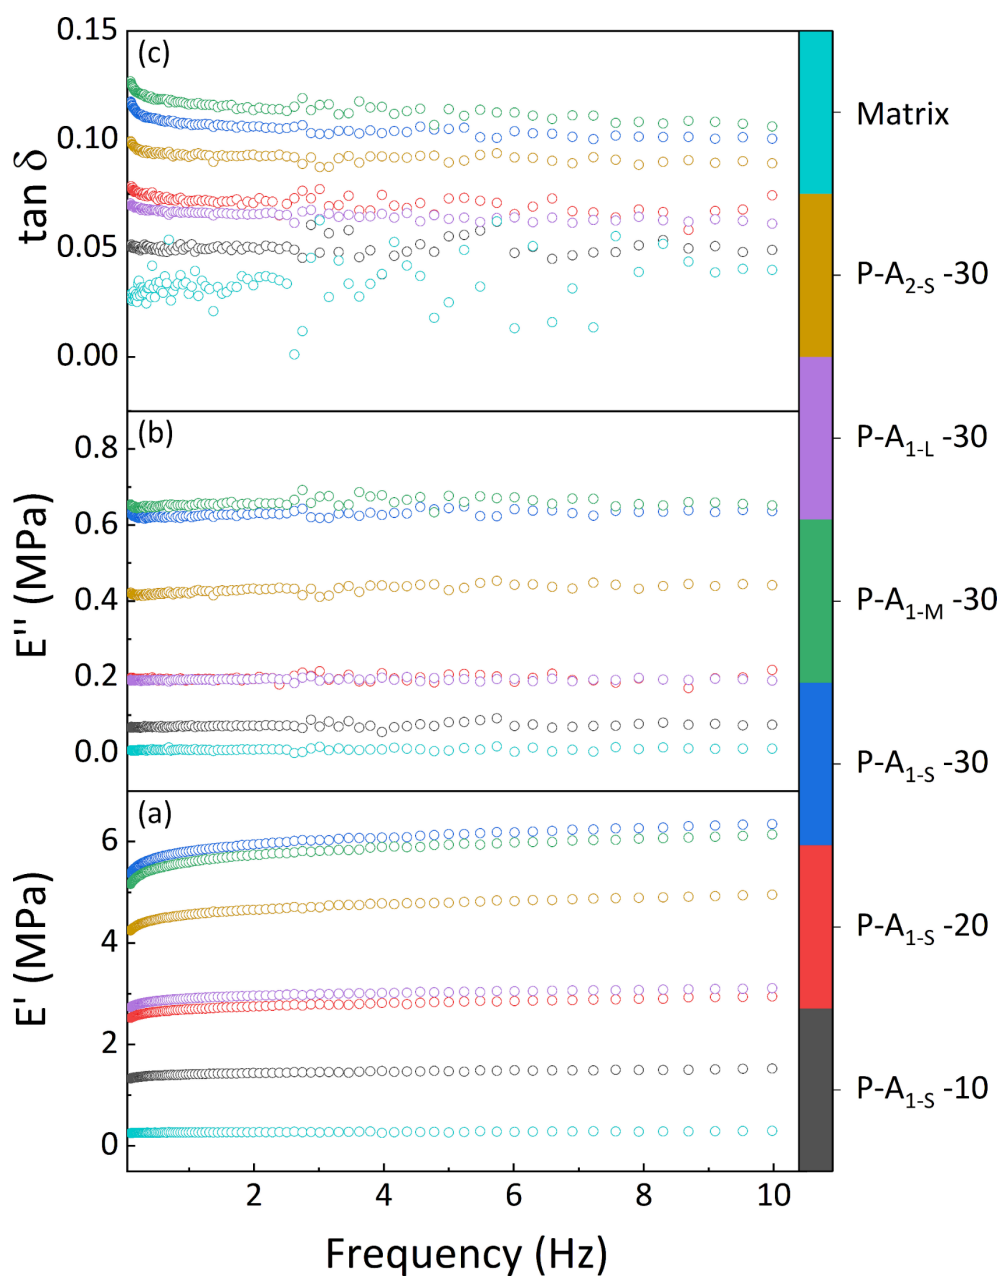 (c)
0.15
0.10
0.05
0.00
tan δ
(b)
0.8
0.6
0.4
0.2
0.0
E'' (MPa)
(a)
6
4
2
0
E' (MPa)
2 4 6 8 10
Frequency (Hz)
Matrix
P-A2-S -30
P-A1-L -30
P-A1-M -30
P-A1-S -30
P-A1-S -20
P-A1-S -10